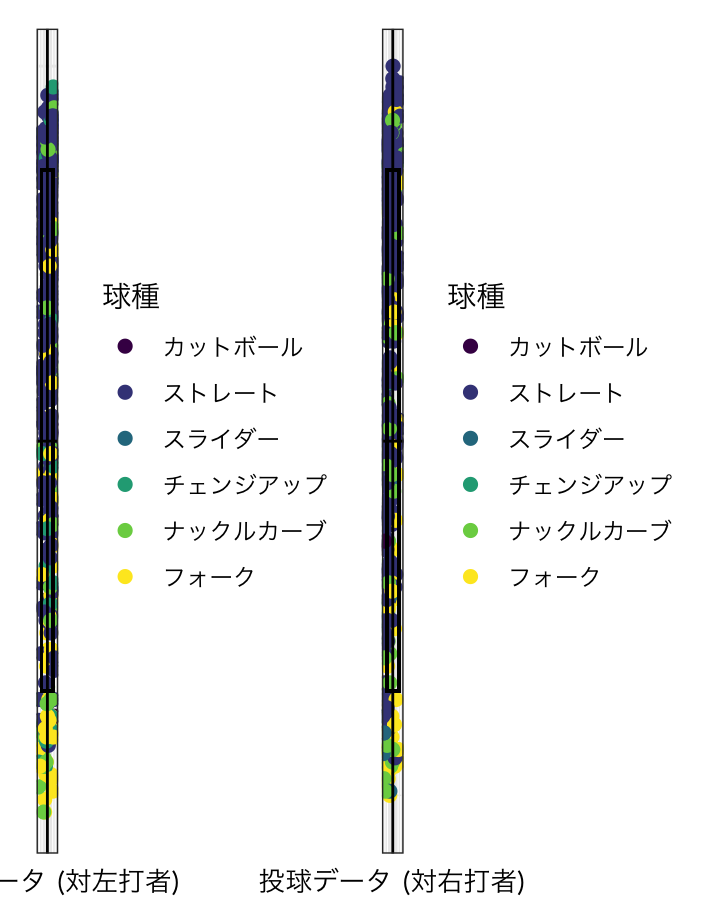 球種
カットボール
ストレート
スライダー
チェンジアップ
ナックルカーブ
フォーク
ータ (対左打者)
球種
カットボール
ストレート
スライダー
チェンジアップ
ナックルカーブ
フォーク
投球データ (対右打者)